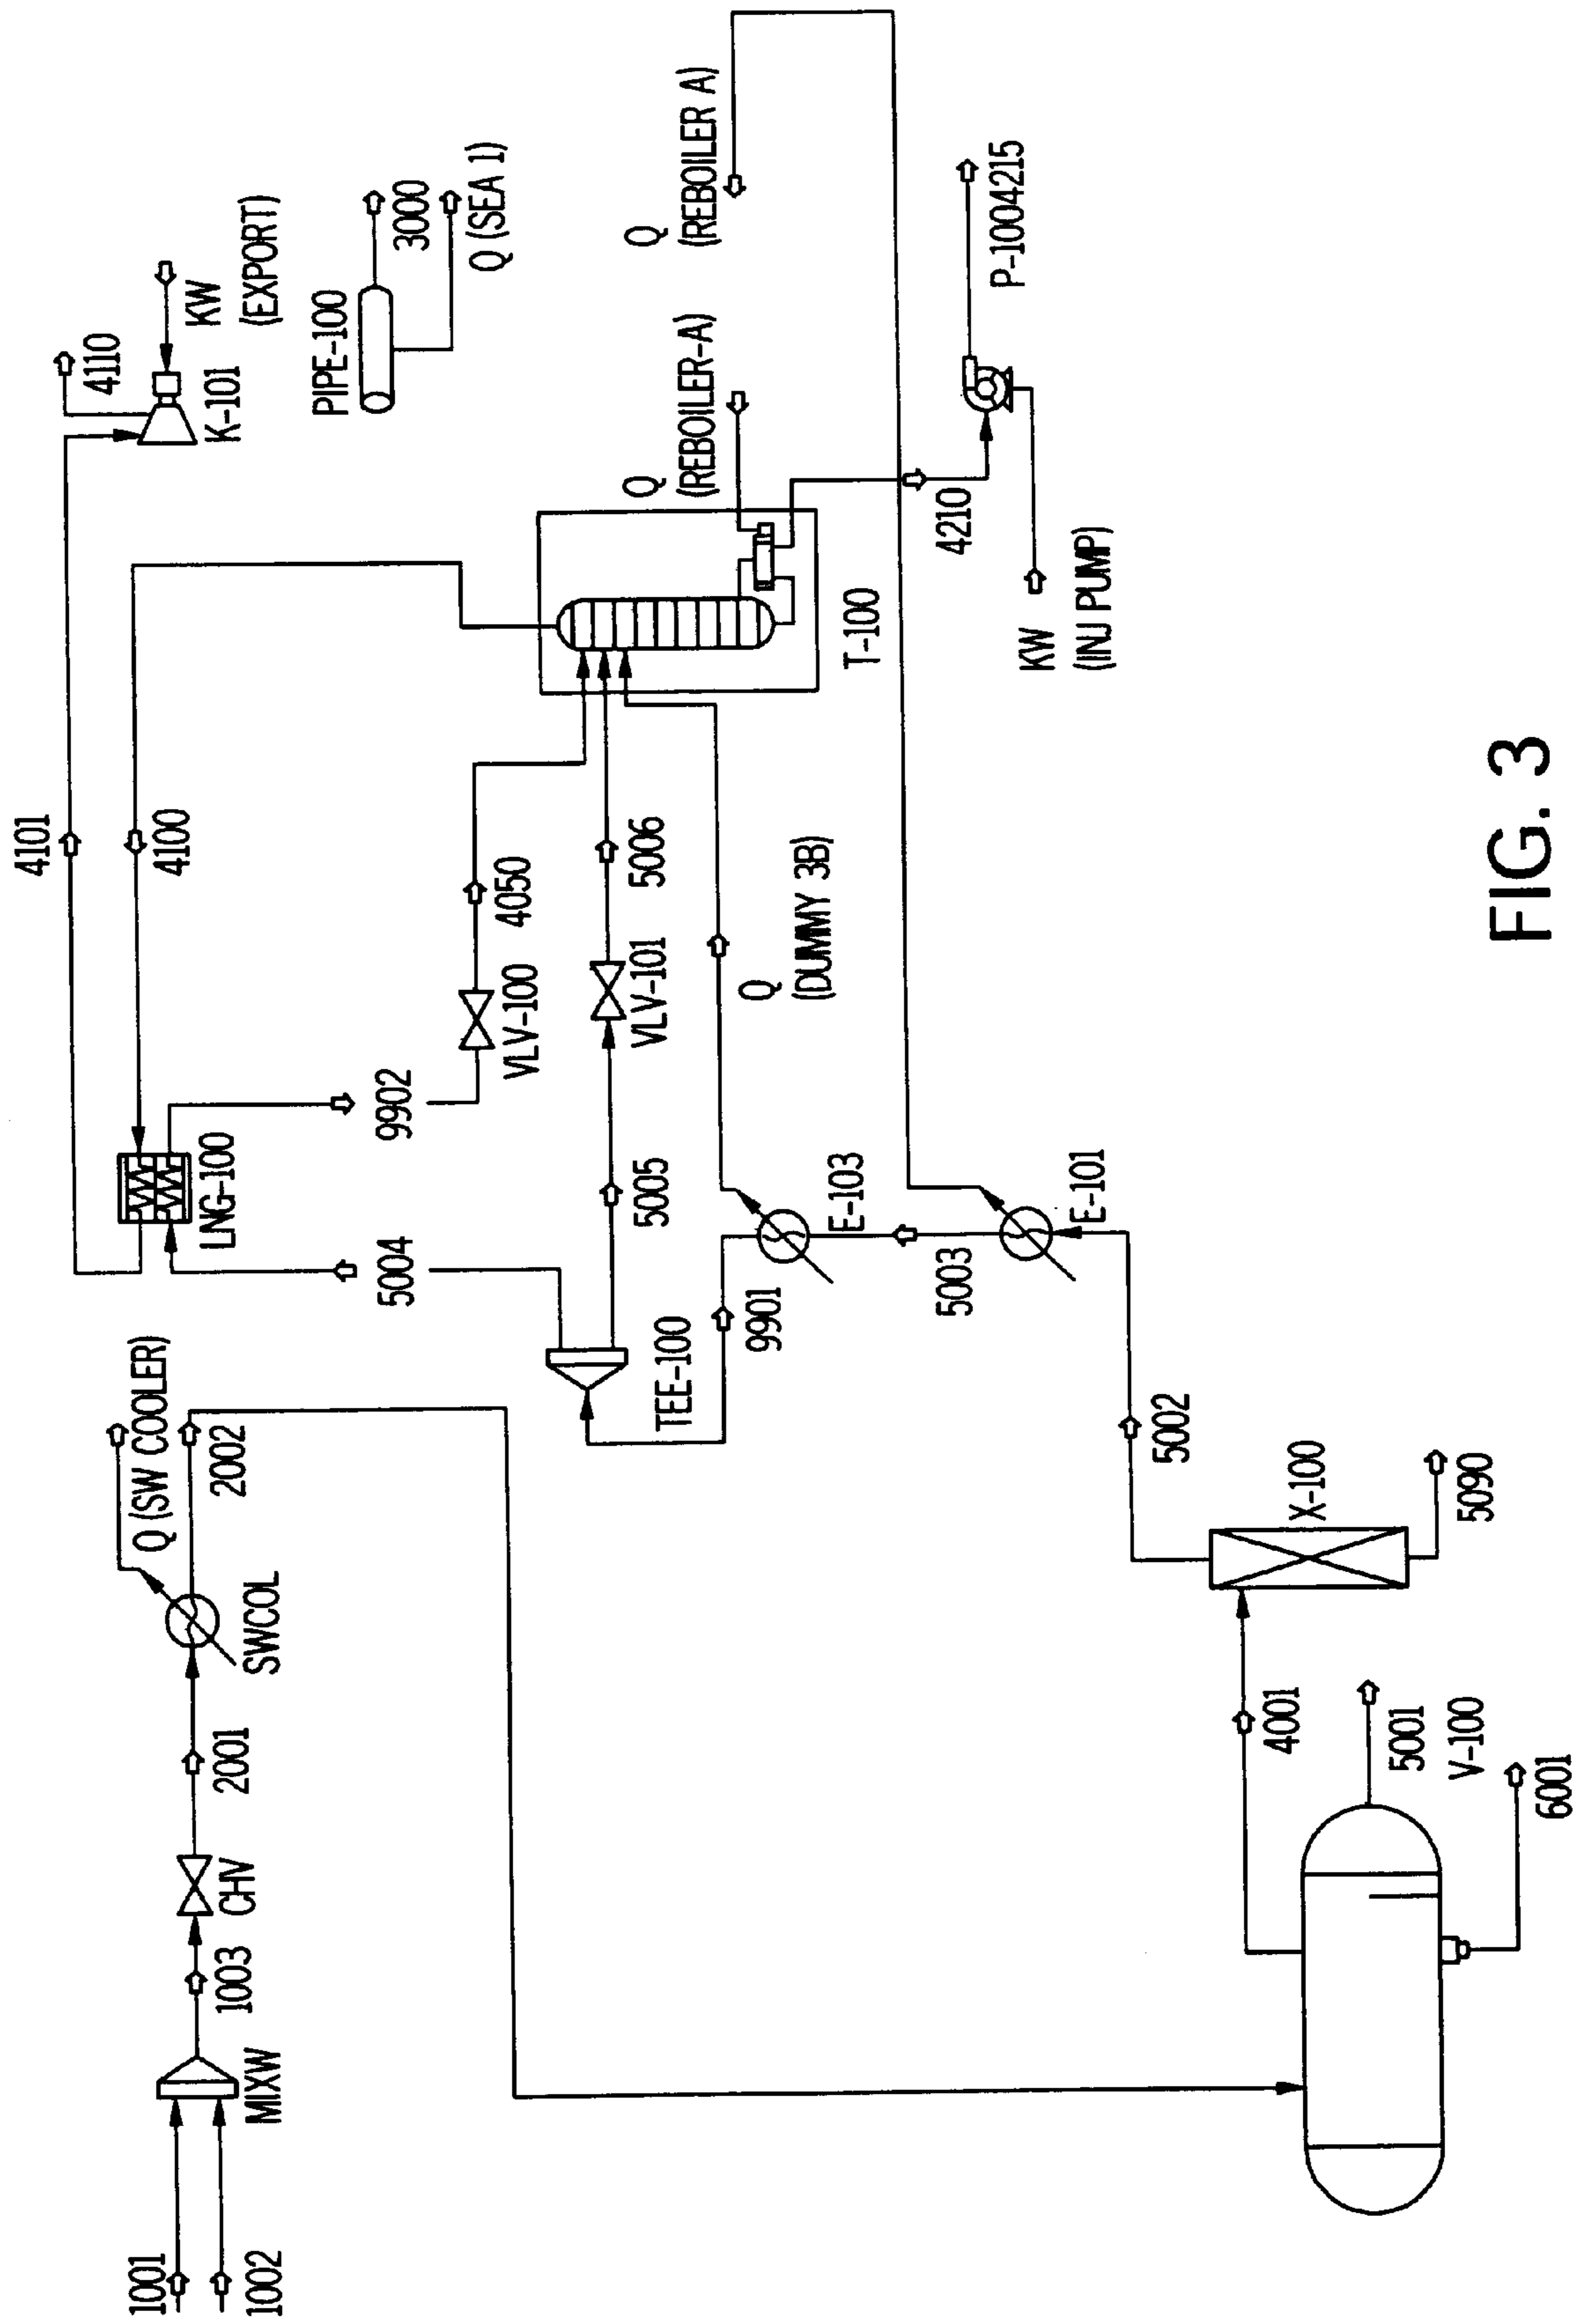 1001
1002
MIXW
1003
CHV
2001
SWCOL
Q (SW COOLER)
2002
4101
4100
LNG-100
9902
5004
TEE-100
5005
VLV-100
4050
VLV-101
5006
9901
E-103
Q
(DUMMY 3B)
5003
E-101
5002
X-100
5090
4001
5001
V-100
6001
4110
K-101
KW
(EXPORT)
PIPE-100
3000
Q (SEA 1)
Q
(REBOILER-A)
Q
(REBOILER A)
T-100
4210
P-1004215
KW
(INJ PUMP)
FIG. 3